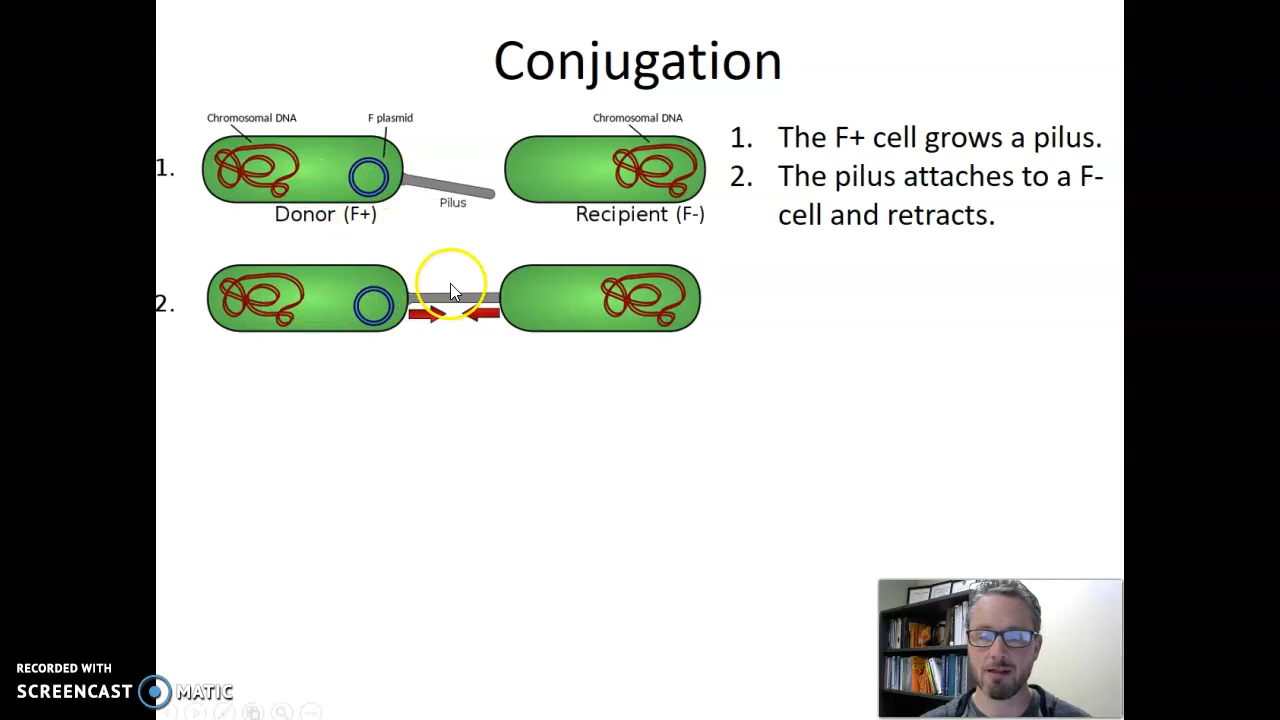 Conjugation
Chromosomal DNA
F plasmid
Chromosomal DNA
1.
Pilus
Donor (F+)
Recipient (F-)
2.
1. The F+ cell grows a pilus.
2. The pilus attaches to a F-
cell and retracts.
RECORDED WITH
SCREENCAST MATIC